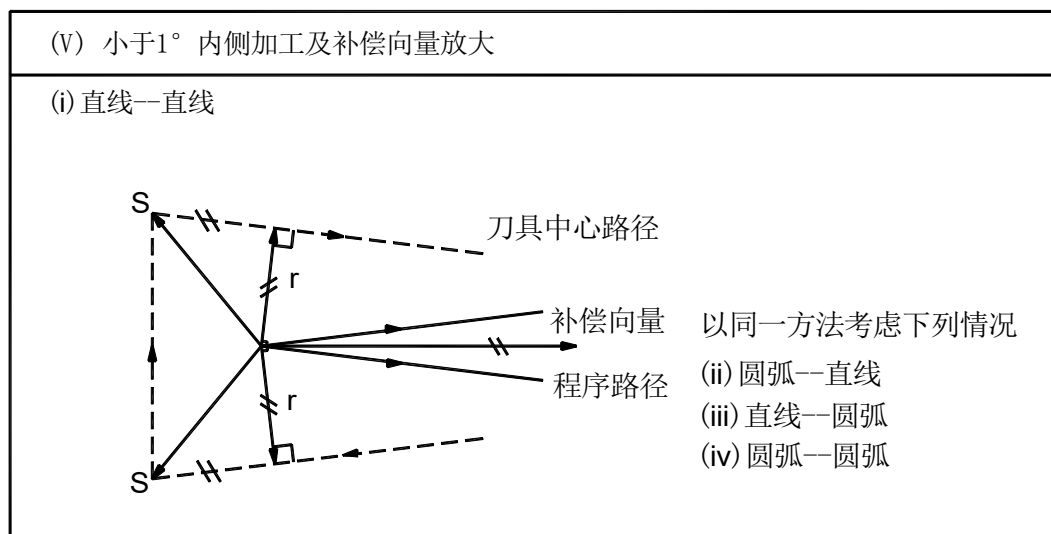 (V) 小于1° 内侧加工及补偿向量放大
(i)直线--直线
S
刀具中心路径
r
补偿向量
以同一方法考虑下列情况
程序路径
(ii)圆弧--直线
r
(iii)直线--圆弧
(iv)圆弧--圆弧
S